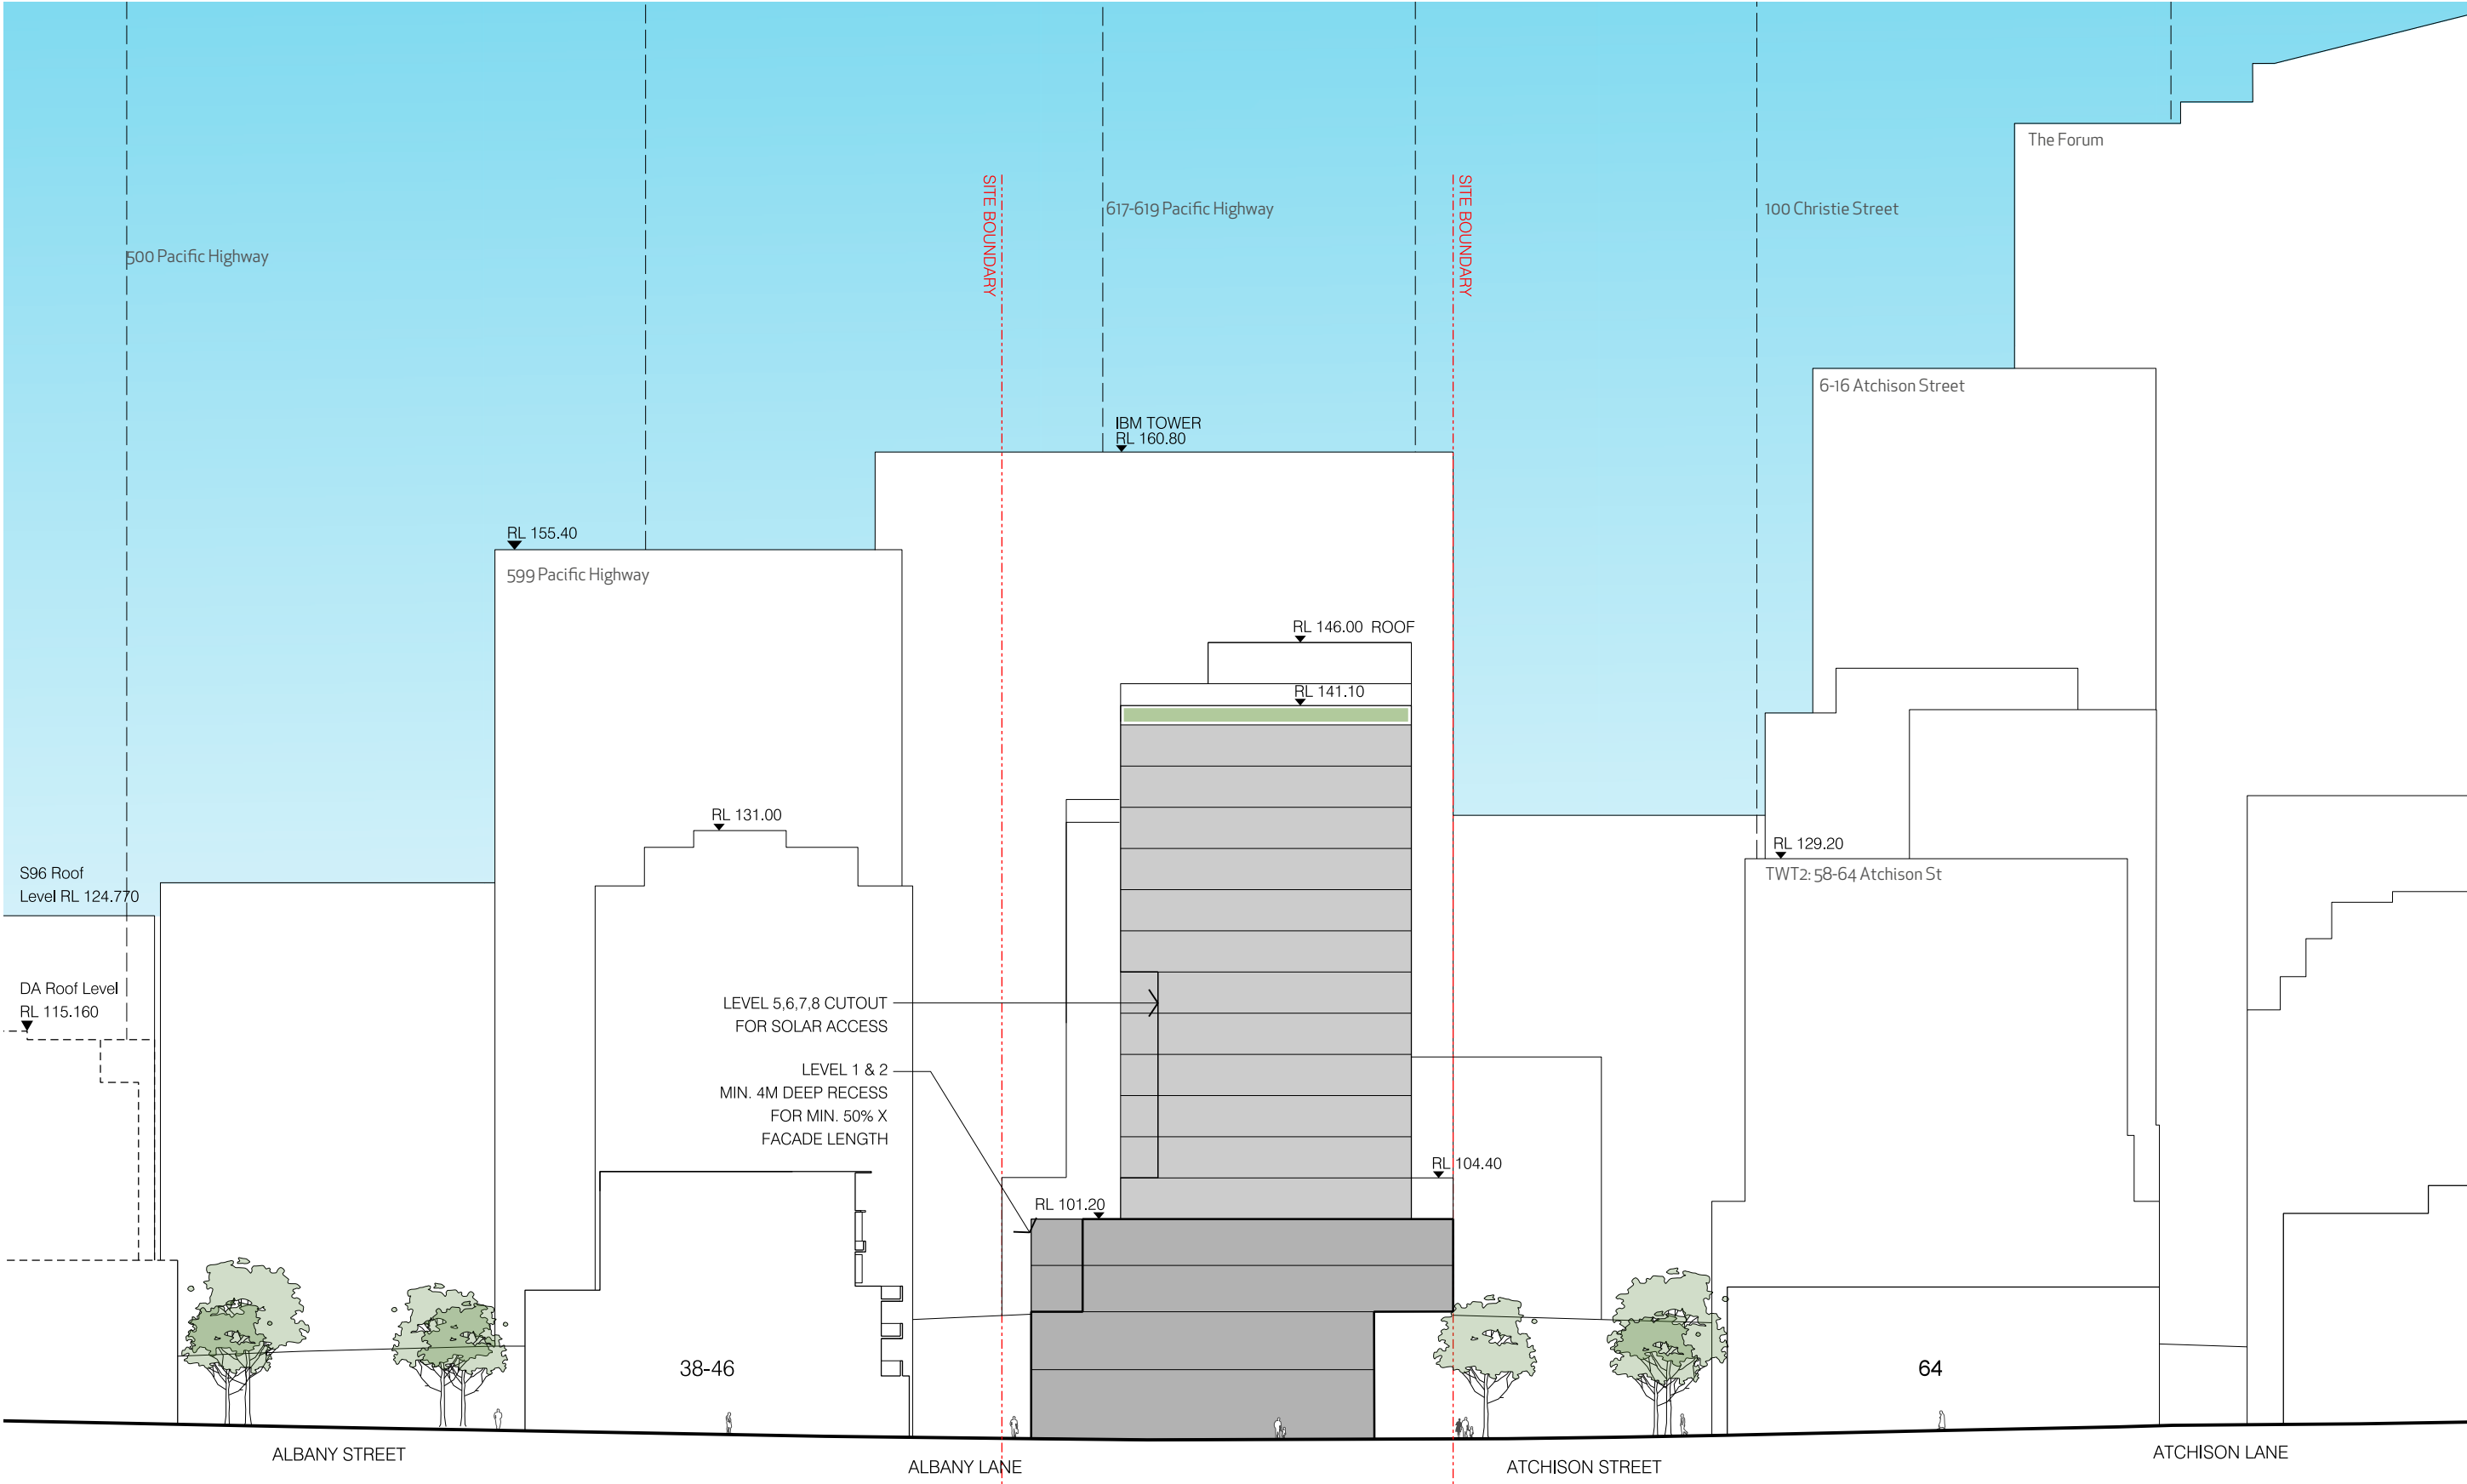 The Forum
SITE BOUNDARY
SITE BOUNDARY
617-619 Pacific Highway
100 Christie Street
500 Pacific Highway
6-16 Atchison Street
IBM TOWER
RL 160.80
RL 155.40
599 Pacific Highway
RL 146.00 ROOF
RL 141.10
RL 131.00
RL 129.20
TWT2: 58-64 Atchison St
S96 Roof
Level RL 124.770
DA Roof Level
RL 115.160
LEVEL 5,6,7,8 CUTOUT
FOR SOLAR ACCESS
LEVEL 1 & 2
MIN. 4M DEEP RECESS
FOR MIN. 50% X
FACADE LENGTH
RL 104.40
RL 101.20
38-46
64
ALBANY STREET
ALBANY LANE
ATCHISON STREET
ATCHISON LANE